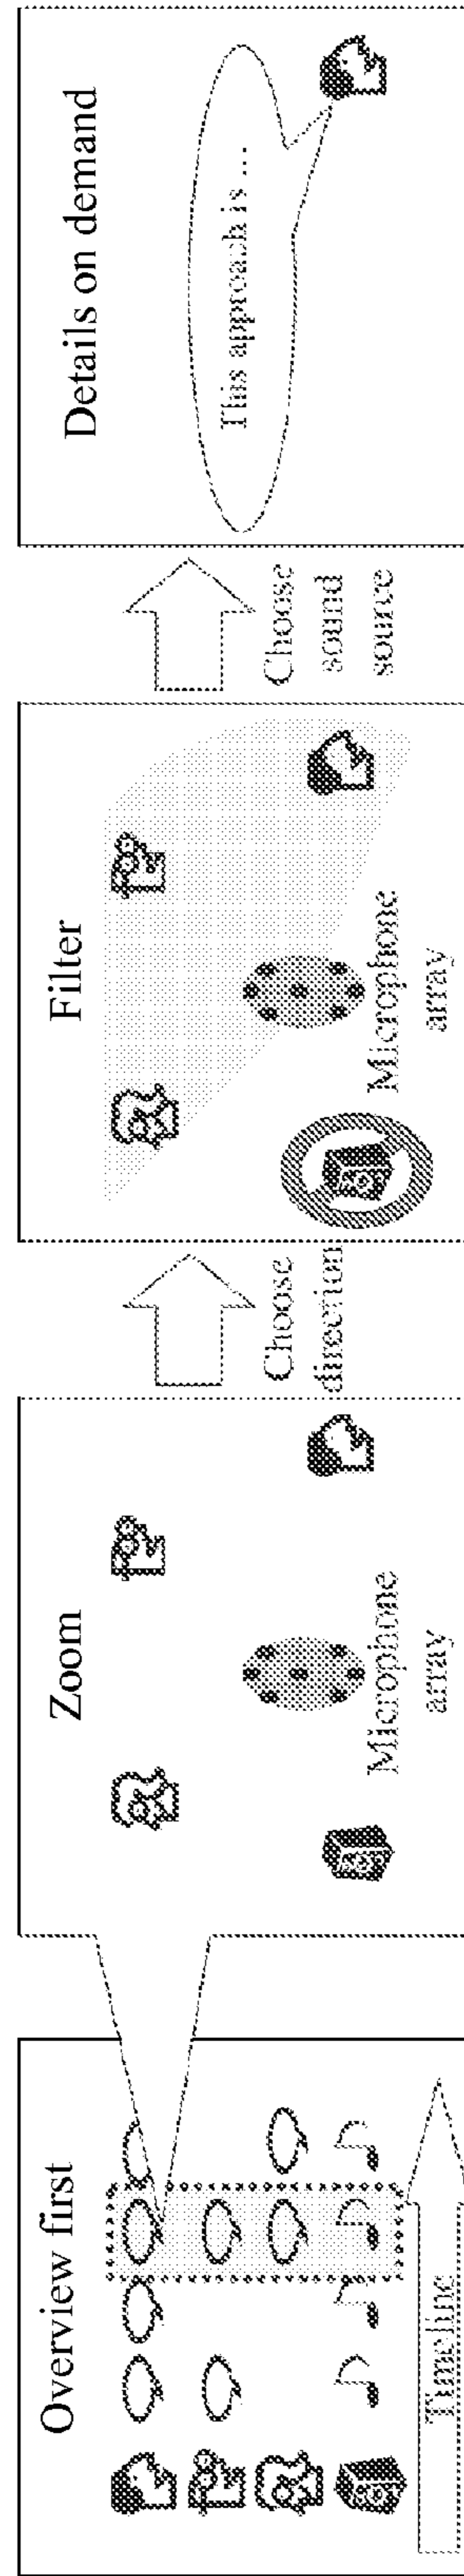 Overview first
Timeline
Zoom
Microphone
array
Choose
direction
Filter
Microphone
array
Choose
sound
source
Details on demand
This approach is ...